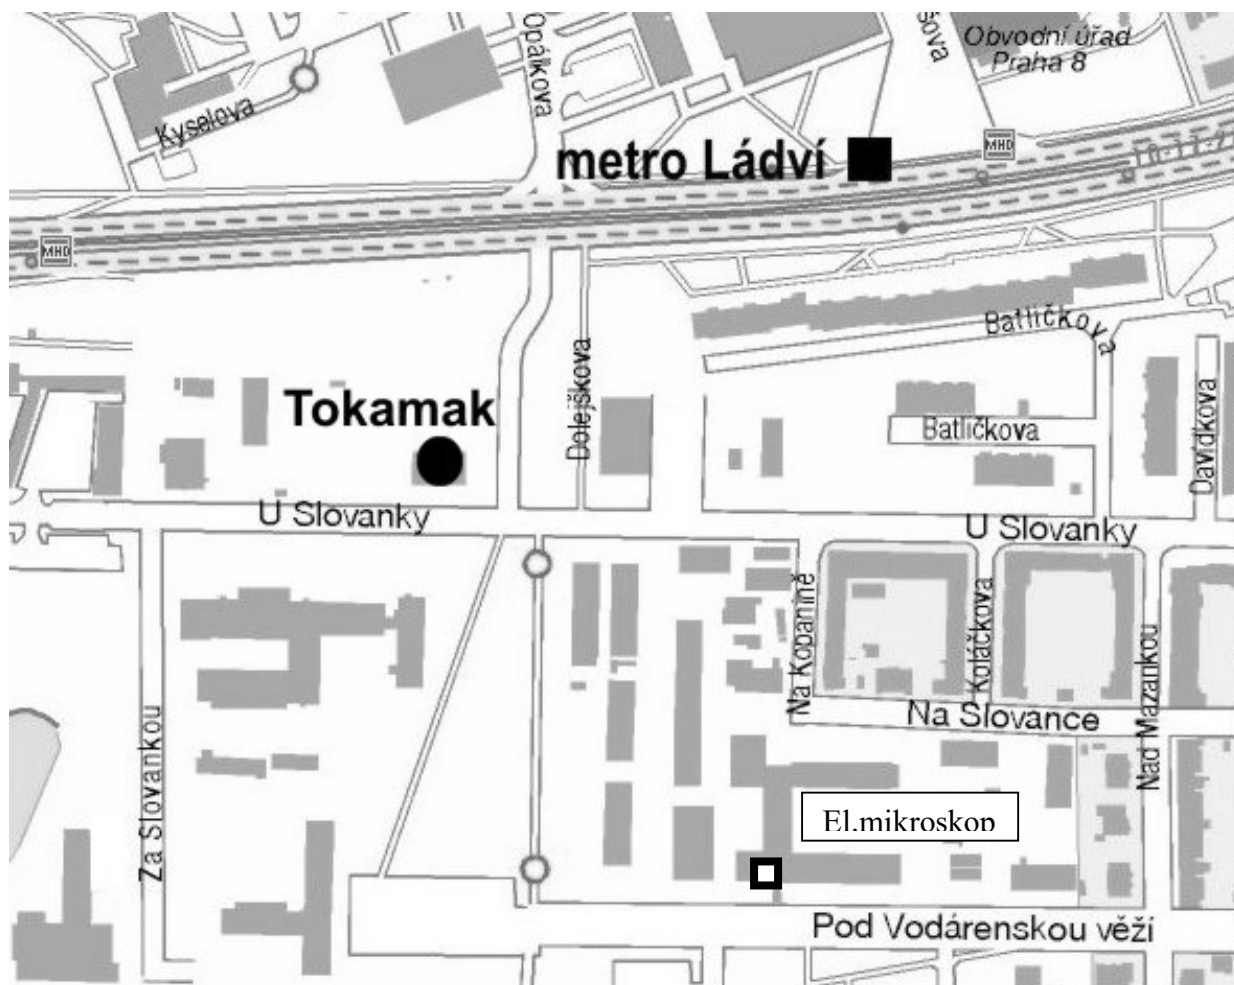 Opálkova
Obvodní úřad
Praha 8
Kyselova
MHD
metro Ládví
MHD
Batličkova
Dolejškova
Tokamak
Batličkova
Davídkova
U Slovanky
U Slovanky
Na Kopanině
Koláčkova
Na Slovance
Nad Mazankou
Za Slovankou
El.mikroskop
Pod Vodárenskou věží